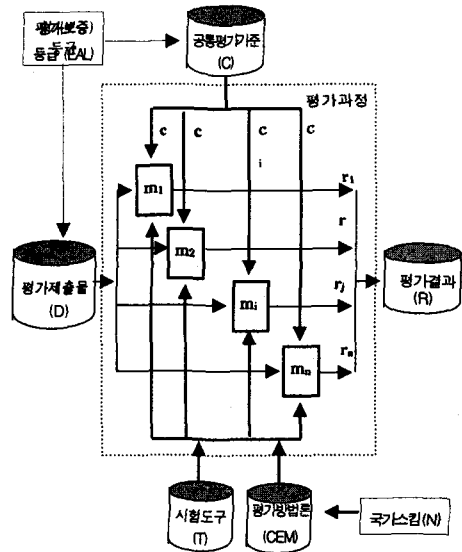 평가(보증)
등급 (EAL)
공통평가기준
(C)
평가과정
c
c
c
c
i
m₁
r₁
m₂
r
평가제출물
(D)
mᵢ
rⱼ
평가결과
(R)
mₙ
rₙ
시험도구
(T)
평가방법론
(CEM)
국가스킴(N)